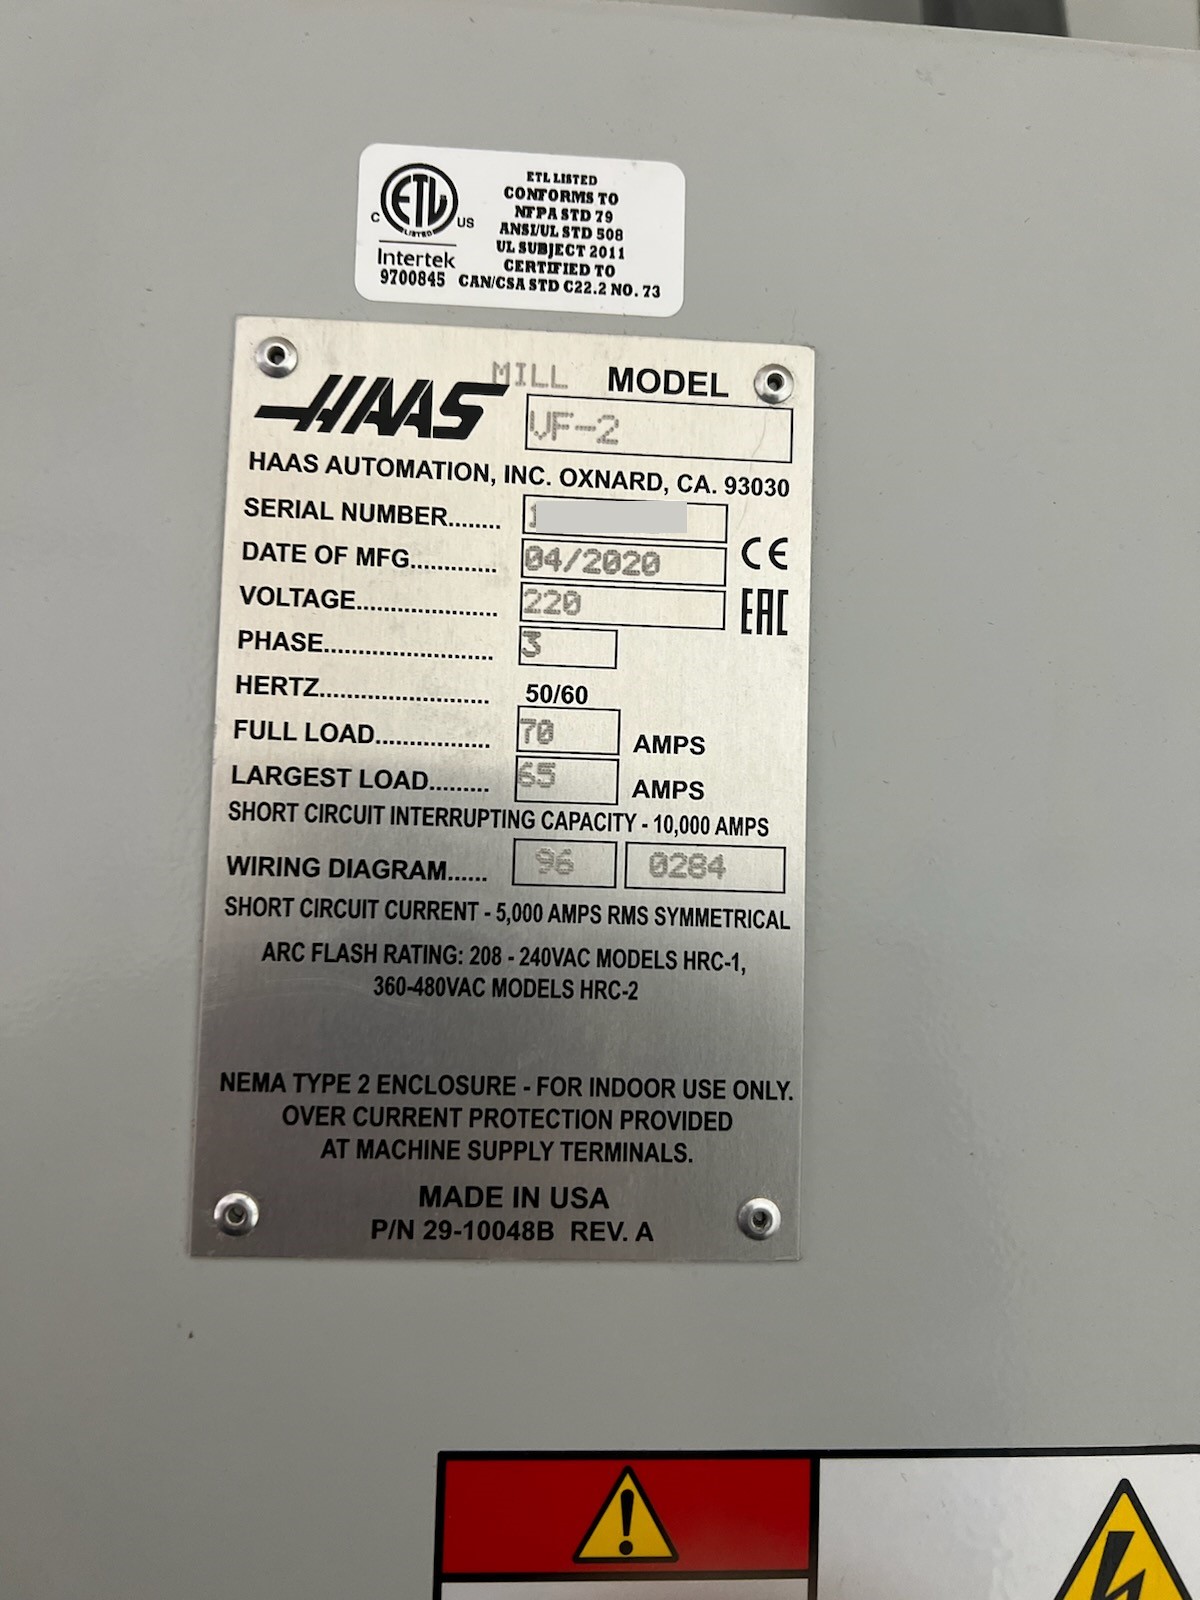 ETL LISTED
CONFORMS TO
NFPA STD 79
ANSI/UL STD 508
UL SUBJECT 2011
CERTIFIED TO
CAN/CSA STD C22.2 NO. 73
C ETL US
LISTED
Intertek
9700845
HAAS
MILL MODEL
VF-2
HAAS AUTOMATION, INC. OXNARD, CA. 93030
SERIAL NUMBER........ 1
DATE OF MFG............. 04/2020
CE
VOLTAGE..................... 220
EAC
PHASE......................... 3
HERTZ......................... 50/60
FULL LOAD................. 70 AMPS
LARGEST LOAD......... 65 AMPS
SHORT CIRCUIT INTERRUPTING CAPACITY - 10,000 AMPS
WIRING DIAGRAM...... 96 0284
SHORT CIRCUIT CURRENT - 5,000 AMPS RMS SYMMETRICAL
ARC FLASH RATING: 208 - 240VAC MODELS HRC-1,
360-480VAC MODELS HRC-2
NEMA TYPE 2 ENCLOSURE - FOR INDOOR USE ONLY.
OVER CURRENT PROTECTION PROVIDED
AT MACHINE SUPPLY TERMINALS.
MADE IN USA
P/N 29-10048B REV. A